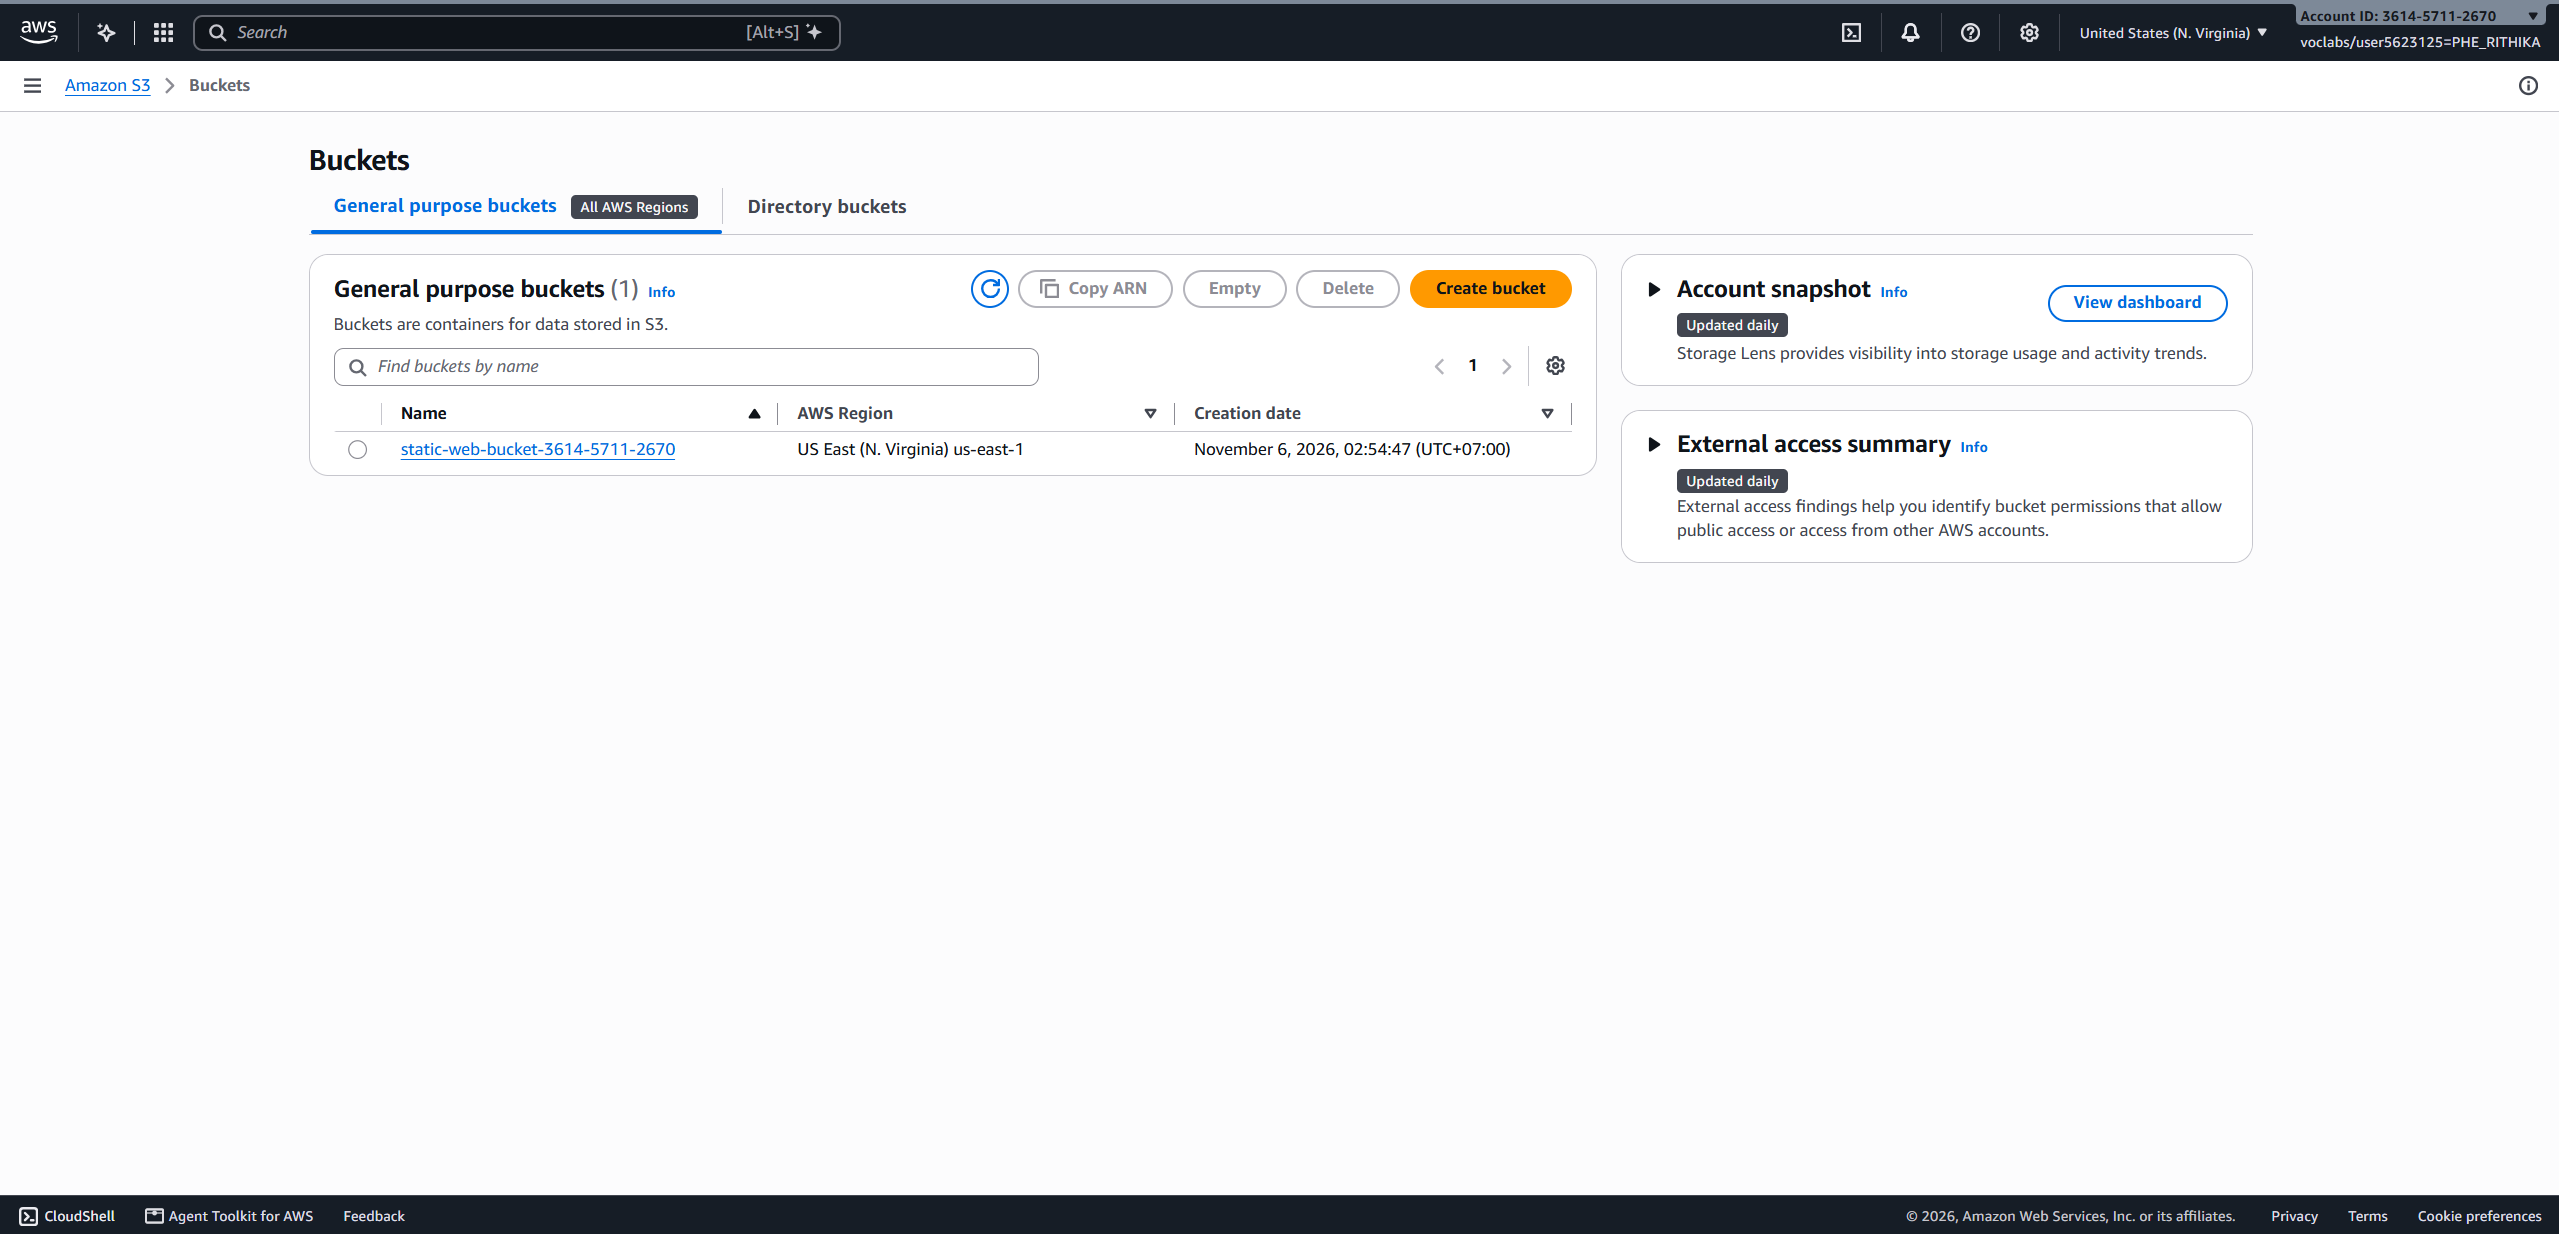 aws
Search [Alt+S]
United States (N. Virginia)
Account ID: 3614-5711-2670
voclabs/user5623125=PHE_RITHIKA
Amazon S3 Buckets
Buckets
General purpose buckets All AWS Regions Directory buckets
General purpose buckets (1) Info
Copy ARN Empty Delete Create bucket
Buckets are containers for data stored in S3.
Find buckets by name
1
Name AWS Region Creation date
static-web-bucket-3614-5711-2670 US East (N. Virginia) us-east-1 November 6, 2026, 02:54:47 (UTC+07:00)
Account snapshot Info
View dashboard
Updated daily
Storage Lens provides visibility into storage usage and activity trends.
External access summary Info
Updated daily
External access findings help you identify bucket permissions that allow
public access or access from other AWS accounts.
CloudShell Agent Toolkit for AWS Feedback © 2026, Amazon Web Services, Inc. or its affiliates. Privacy Terms Cookie preferences